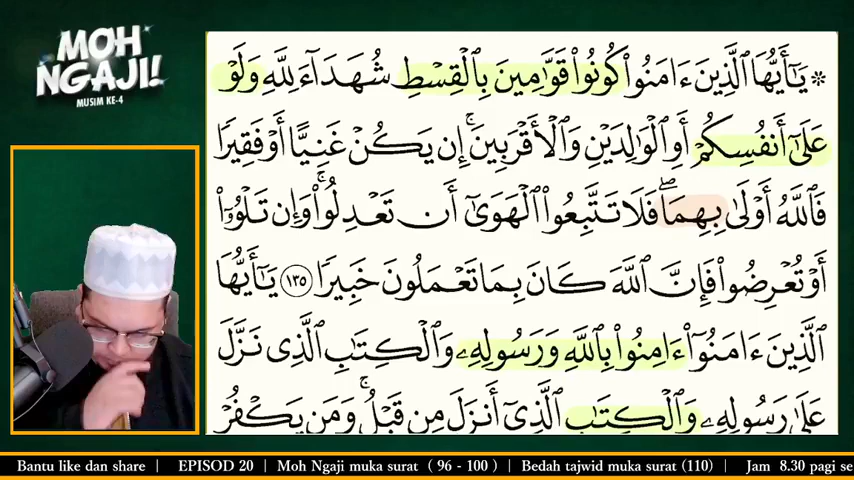 MOH
NGAJI!
MUSIM KE-4
۞ يَـٰٓأَيُّهَا ٱلَّذِينَ ءَامَنُوا۟ كُونُوا۟ قَوَّٰمِينَ بِٱلْقِسْطِ شُهَدَآءَ لِلَّهِ وَلَوْ
عَلَىٰٓ أَنفُسِكُمْ أَوِ ٱلْوَٰلِدَيْنِ وَٱلْأَقْرَبِينَ ۚ إِن يَكُنْ غَنِيًّا أَوْ فَقِيرًا
فَٱللَّهُ أَوْلَىٰ بِهِمَا ۖ فَلَا تَتَّبِعُوا۟ ٱلْهَوَىٰٓ أَن تَعْدِلُوا۟ ۚ وَإِن تَلْوُۥٓا۟
أَوْ تُعْرِضُوا۟ فَإِنَّ ٱللَّهَ كَانَ بِمَا تَعْمَلُونَ خَبِيرًا ١٣٥ يَـٰٓأَيُّهَا
ٱلَّذِينَ ءَامَنُوٓا۟ ءَامِنُوا۟ بِٱللَّهِ وَرَسُولِهِۦ وَٱلْكِتَـٰبِ ٱلَّذِى نَزَّلَ
عَلَىٰ رَسُولِهِۦ وَٱلْكِتَـٰبِ ٱلَّذِىٓ أَنزَلَ مِن قَبْلُ ۚ وَمَن يَكْفُرْ
Bantu like dan share | EPISOD 20 | Moh Ngaji muka surat ( 96 - 100 ) | Bedah tajwid muka surat (110) | Jam 8.30 pagi se